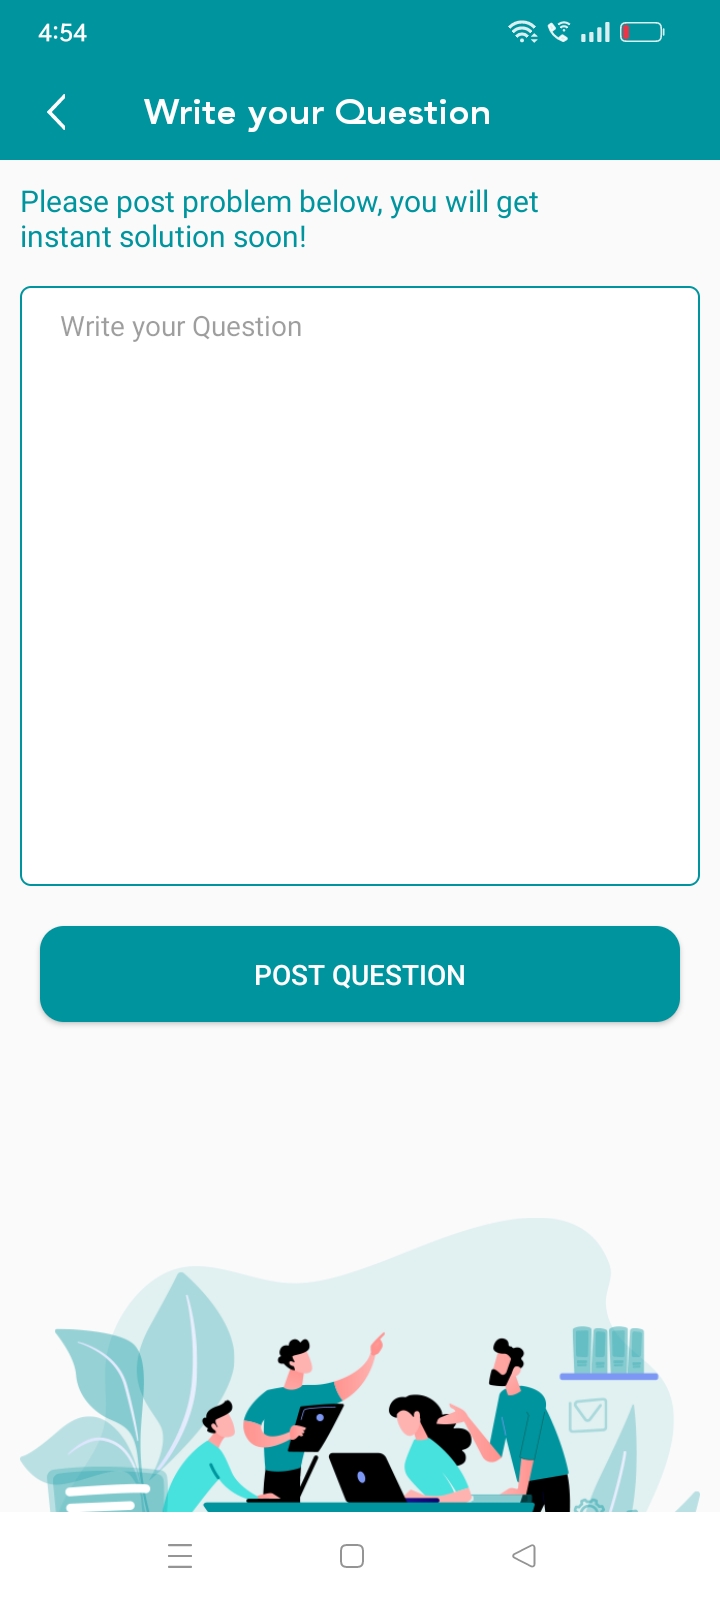 4:54
Write your Question
Please post problem below, you will get
instant solution soon!
Write your Question
POST QUESTION